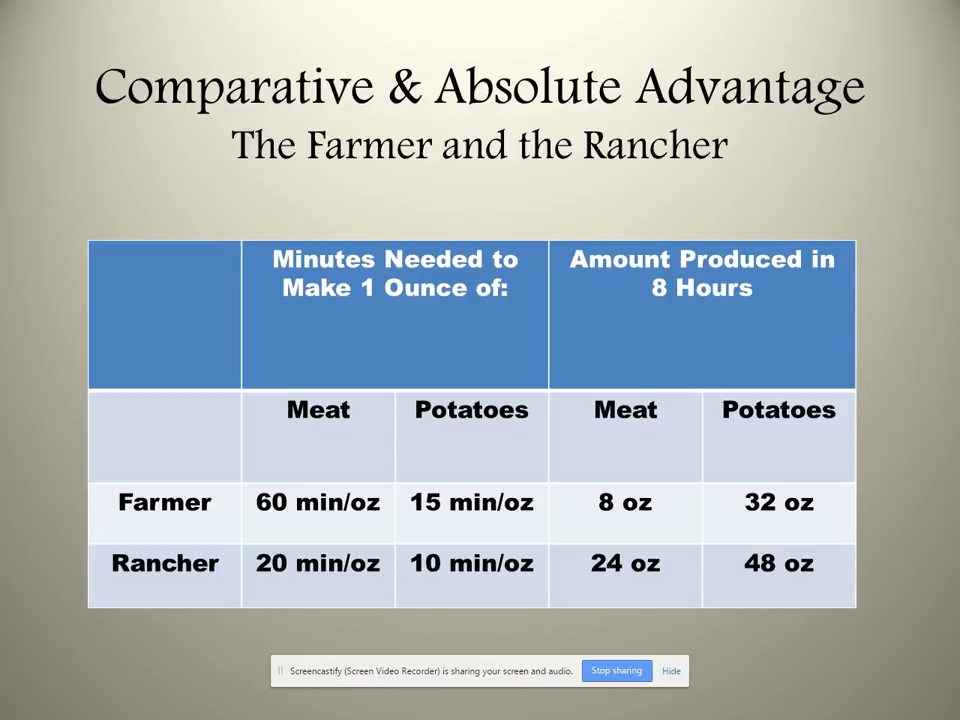 Comparative & Absolute Advantage
The Farmer and the Rancher
Minutes Needed to
Make 1 Ounce of:
Amount Produced in
8 Hours
Meat Potatoes Meat Potatoes
Farmer 60 min/oz 15 min/oz 8 oz 32 oz
Rancher 20 min/oz 10 min/oz 24 oz 48 oz
Screencastify (Screen Video Recorder) is sharing your screen and audio. Stop sharing Hide